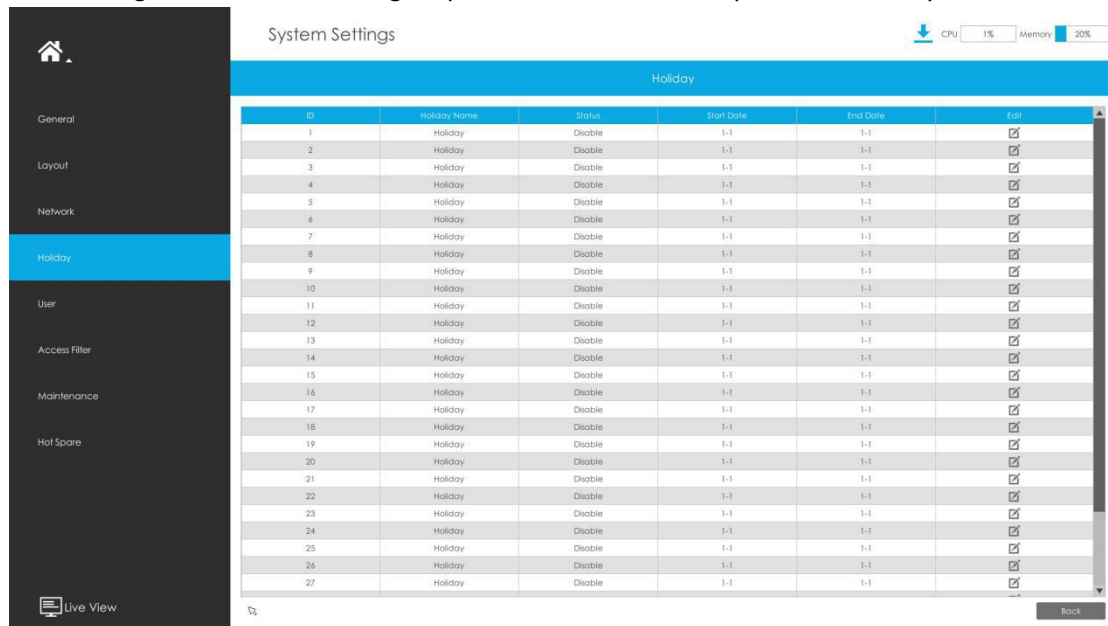 System Settings
CPU 1% Memory 20%
Holiday
General
Layout
Network
Holiday
User
Access Filter
Maintenance
Hot Spare
Live View
ID Holiday Name Status Start Date End Date Edit
1 Holiday Disable 1-1 1-1
2 Holiday Disable 1-1 1-1
3 Holiday Disable 1-1 1-1
4 Holiday Disable 1-1 1-1
5 Holiday Disable 1-1 1-1
6 Holiday Disable 1-1 1-1
7 Holiday Disable 1-1 1-1
8 Holiday Disable 1-1 1-1
9 Holiday Disable 1-1 1-1
10 Holiday Disable 1-1 1-1
11 Holiday Disable 1-1 1-1
12 Holiday Disable 1-1 1-1
13 Holiday Disable 1-1 1-1
14 Holiday Disable 1-1 1-1
15 Holiday Disable 1-1 1-1
16 Holiday Disable 1-1 1-1
17 Holiday Disable 1-1 1-1
18 Holiday Disable 1-1 1-1
19 Holiday Disable 1-1 1-1
20 Holiday Disable 1-1 1-1
21 Holiday Disable 1-1 1-1
22 Holiday Disable 1-1 1-1
23 Holiday Disable 1-1 1-1
24 Holiday Disable 1-1 1-1
25 Holiday Disable 1-1 1-1
26 Holiday Disable 1-1 1-1
27 Holiday Disable 1-1 1-1
Back